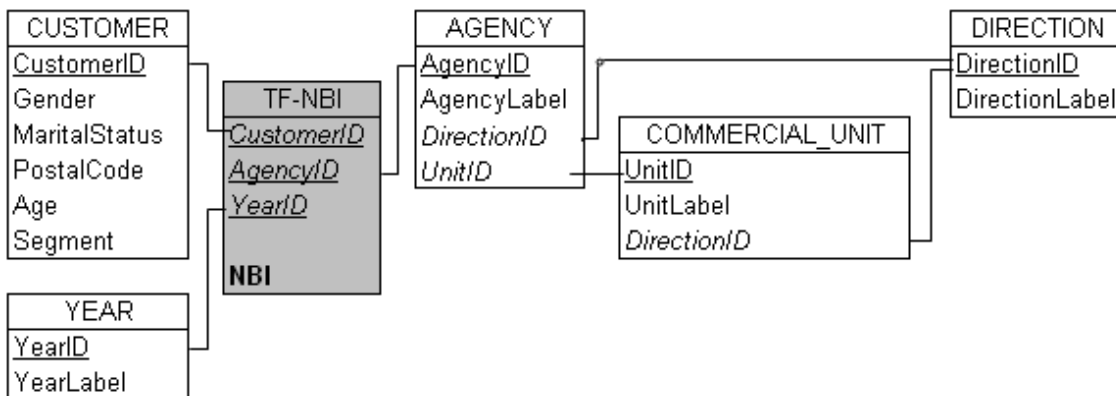 CUSTOMER
CustomerID
Gender
MaritalStatus
PostalCode
Age
Segment
YEAR
YearID
YearLabel
TF-NBI
CustomerID
AgencyID
YearID
NBI
AGENCY
AgencyID
AgencyLabel
DirectionID
UnitID
COMMERCIAL_UNIT
UnitID
UnitLabel
DirectionID
DIRECTION
DirectionID
DirectionLabel